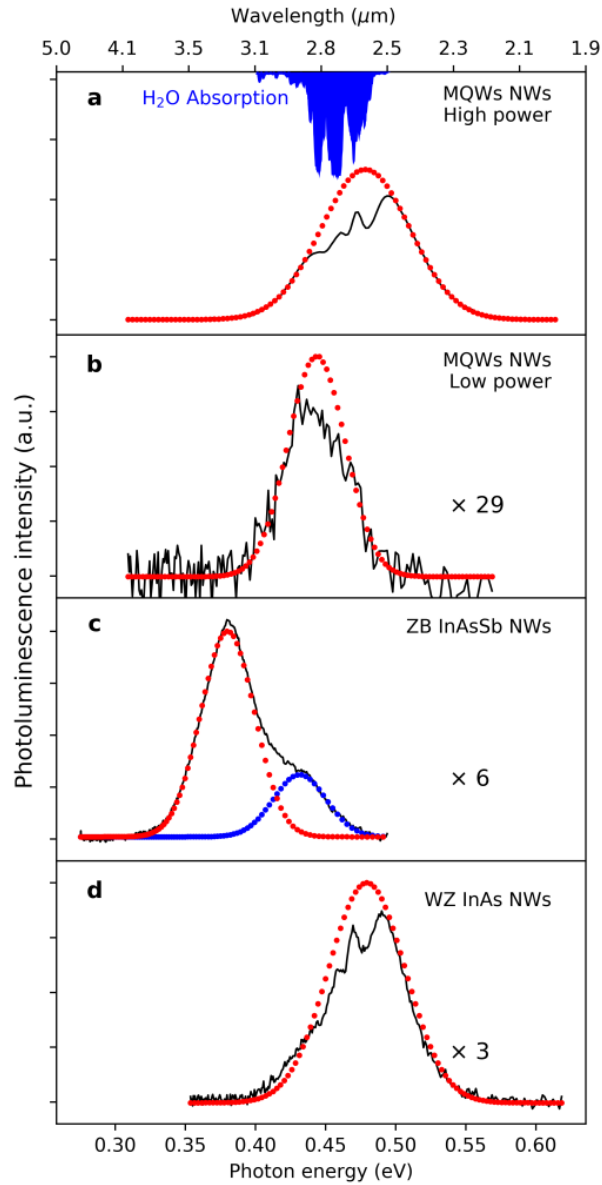 Wavelength (μm)
5.0 4.1 3.5 3.1 2.8 2.5 2.3 2.1 1.9
a H₂O Absorption MQWs NWs
High power
b MQWs NWs
Low power
× 29
c ZB InAsSb NWs
× 6
d WZ InAs NWs
× 3
Photoluminescence intensity (a.u.)
0.30 0.35 0.40 0.45 0.50 0.55 0.60
Photon energy (eV)